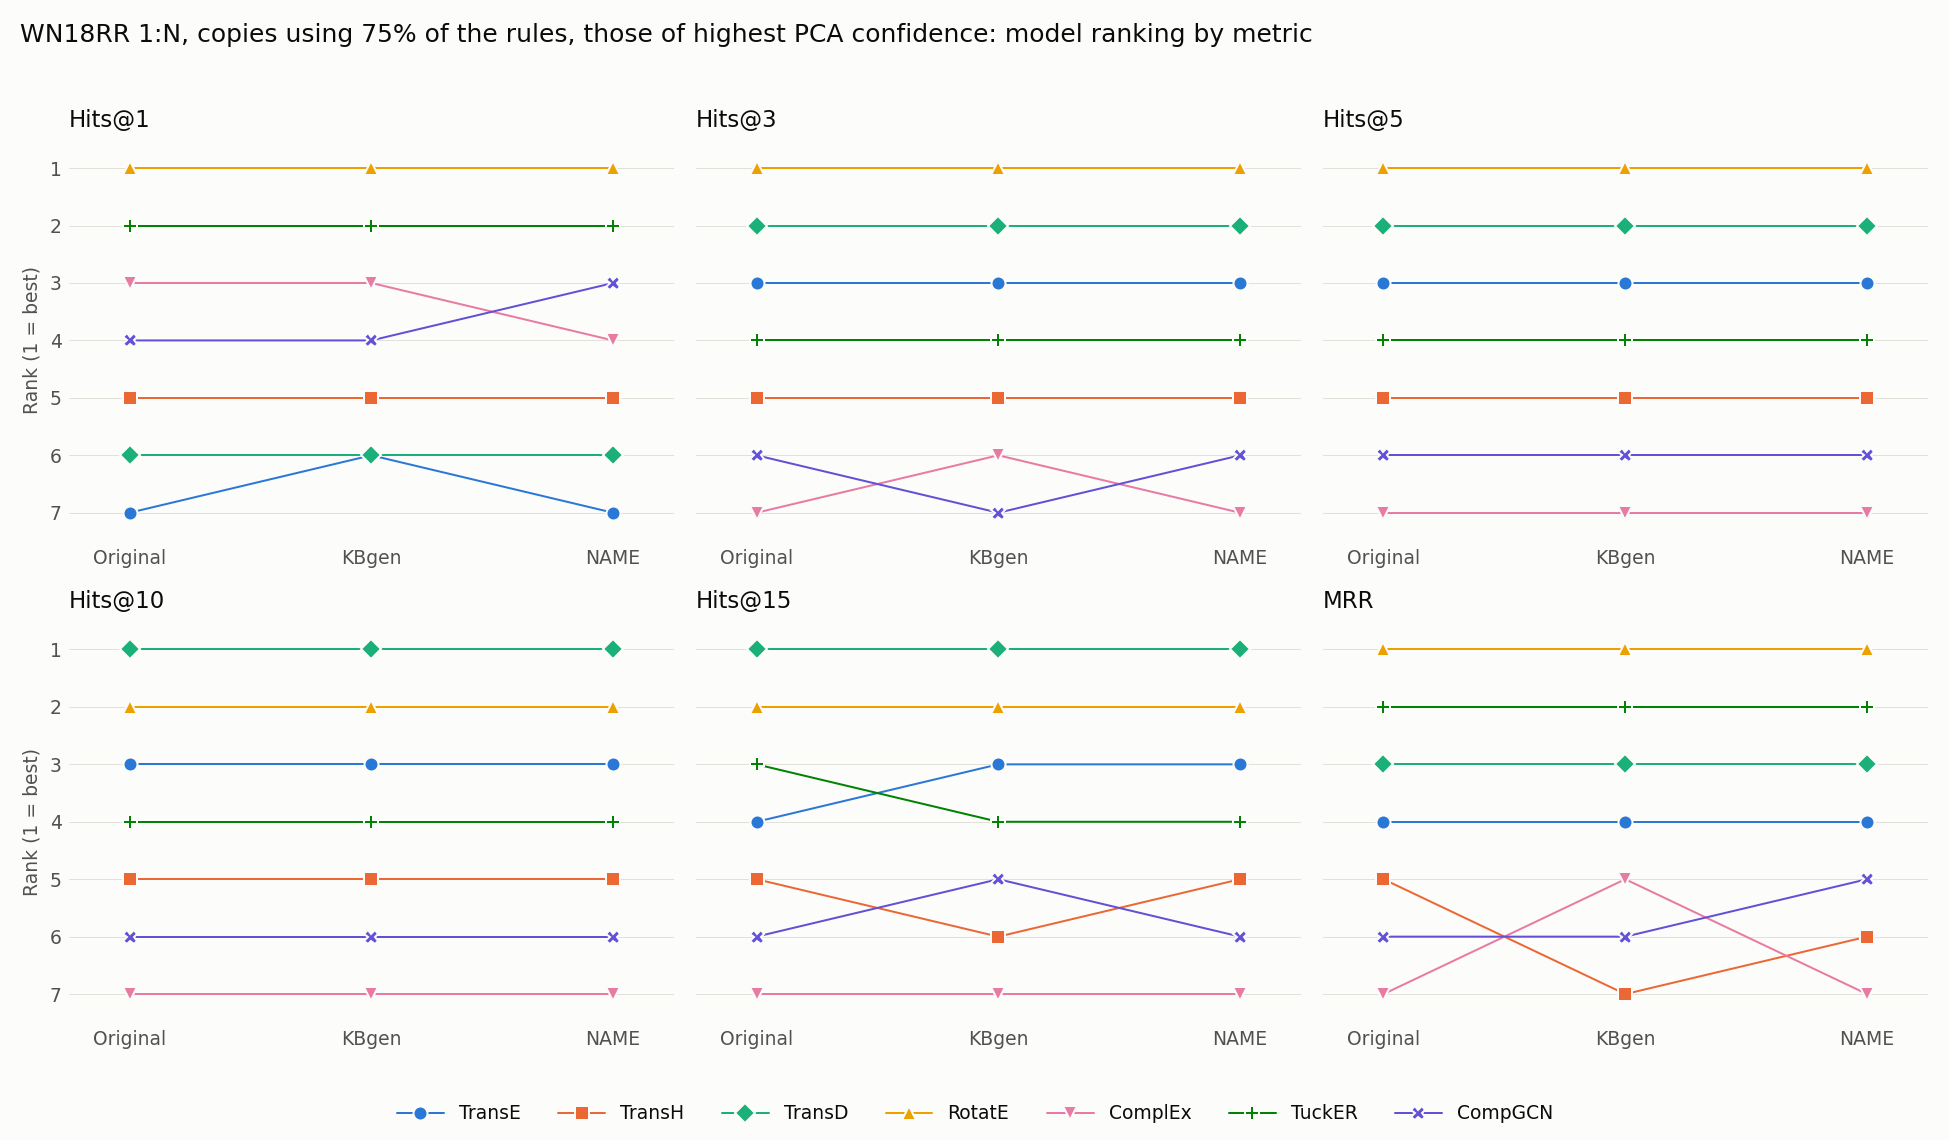 WN18RR 1:N, copies using 75% of the rules, those of highest PCA confidence: model ranking by metric
Hits@1
Hits@3
Hits@5
Rank (1 = best)
1
2
3
4
5
6
7
Original
KBgen
NAME
Original
KBgen
NAME
Original
KBgen
NAME
Hits@10
Hits@15
MRR
Rank (1 = best)
1
2
3
4
5
6
7
Original
KBgen
NAME
Original
KBgen
NAME
Original
KBgen
NAME
TransE
TransH
TransD
RotatE
ComplEx
TuckER
CompGCN